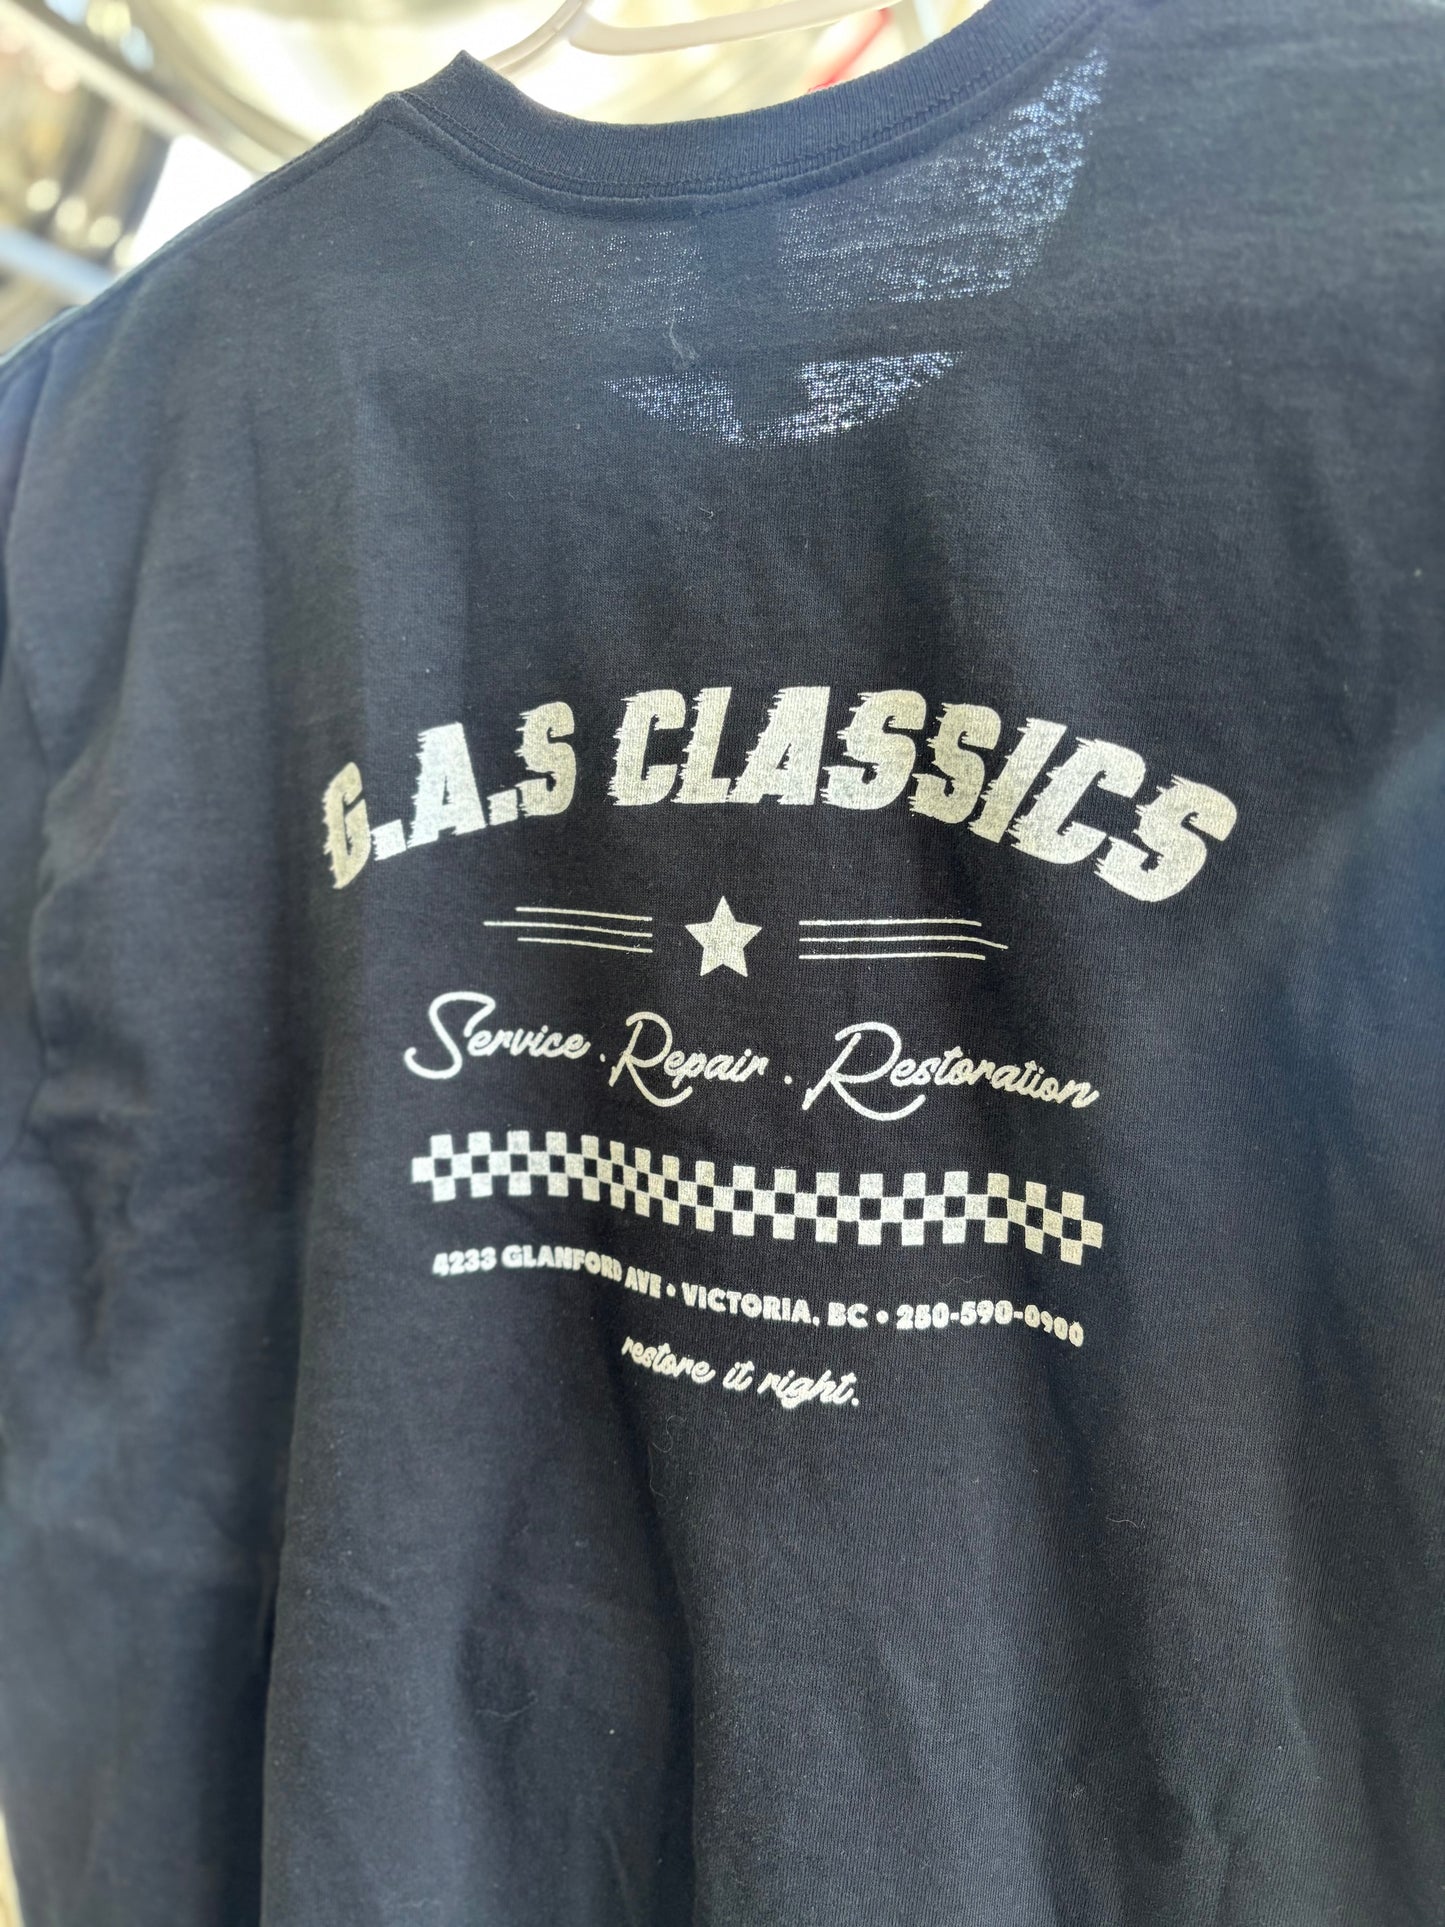 G.A.S CLASSICS
Service . Repair . Restoration
4233 GLANFORD AVE • VICTORIA, BC • 250-590-0900
restore it right.